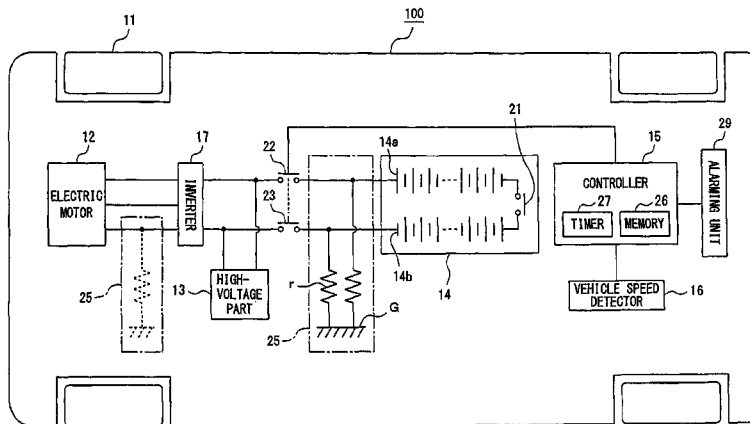 100
11
12
17
22
14a
21
15
29
ELECTRIC
MOTOR
INVERTER
23
CONTROLLER
27
26
TIMER
MEMORY
ALARMING UNIT
14b
14
25
13
HIGH-
VOLTAGE
PART
r
G
25
VEHICLE SPEED
DETECTOR
16